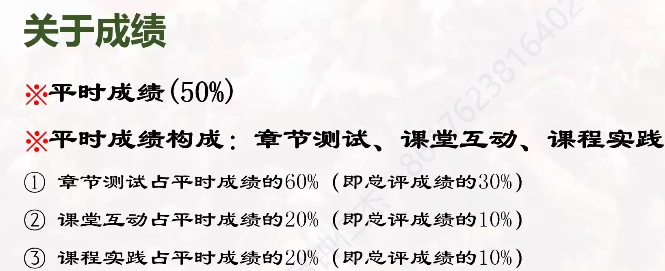 关于成绩
※平时成绩(50%)
※平时成绩构成：章节测试、课堂互动、课程实践
① 章节测试占平时成绩的60%（即总评成绩的30%）
② 课堂互动占平时成绩的20%（即总评成绩的10%）
③ 课程实践占平时成绩的20%（即总评成绩的10%）